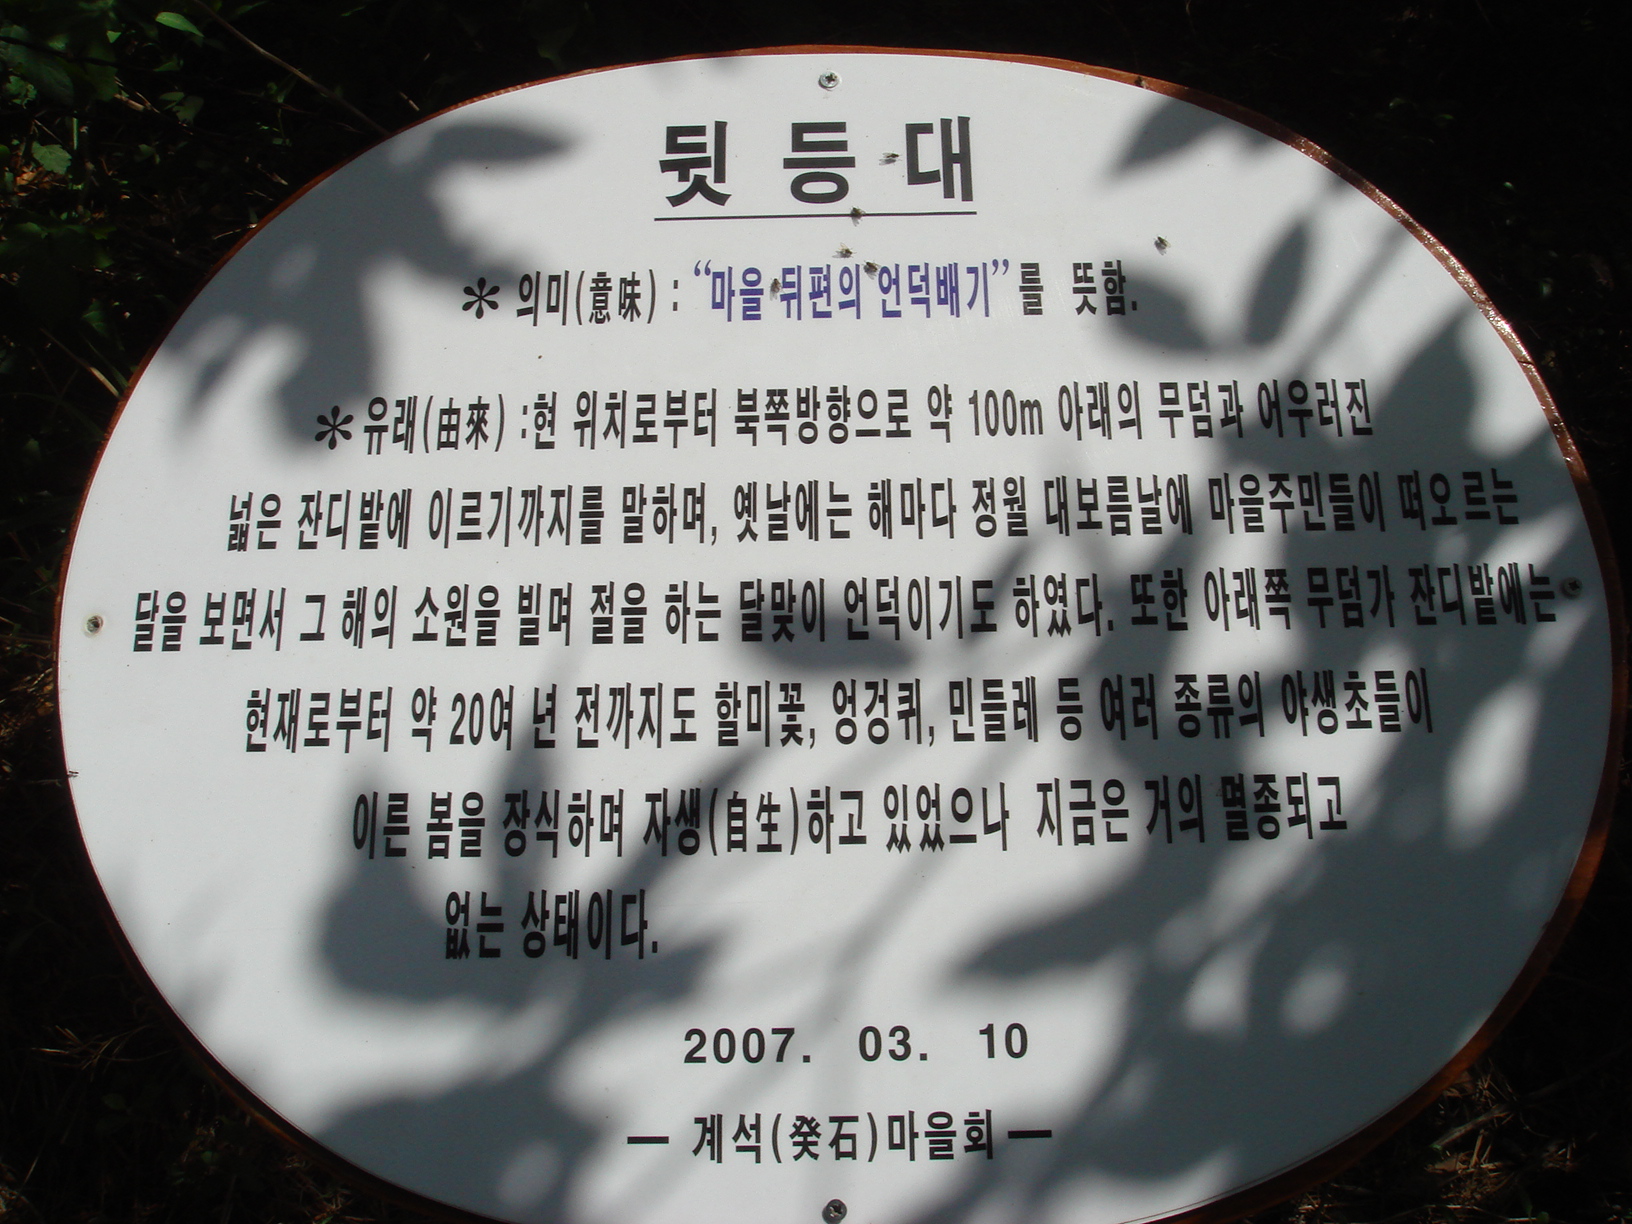 뒷등대
＊ 의미(意味) : “마을 뒤편의 언덕배기” 를 뜻함.
＊유래(由來) :현 위치로부터 북쪽방향으로 약 100m 아래의 무덤과 어우러진
넓은 잔디밭에 이르기까지를 말하며, 옛날에는 해마다 정월 대보름날에 마을주민들이 떠오르는
달을 보면서 그 해의 소원을 빌며 절을 하는 달맞이 언덕이기도 하였다. 또한 아래쪽 무덤가 잔디밭에는
현재로부터 약 20여 년 전까지도 할미꽃, 엉겅퀴, 민들레 등 여러 종류의 야생초들이
이른 봄을 장식하며 자생(自生)하고 있었으나 지금은 거의 멸종되고
없는 상태이다.
2007. 03. 10
— 계석(癸石)마을회 —